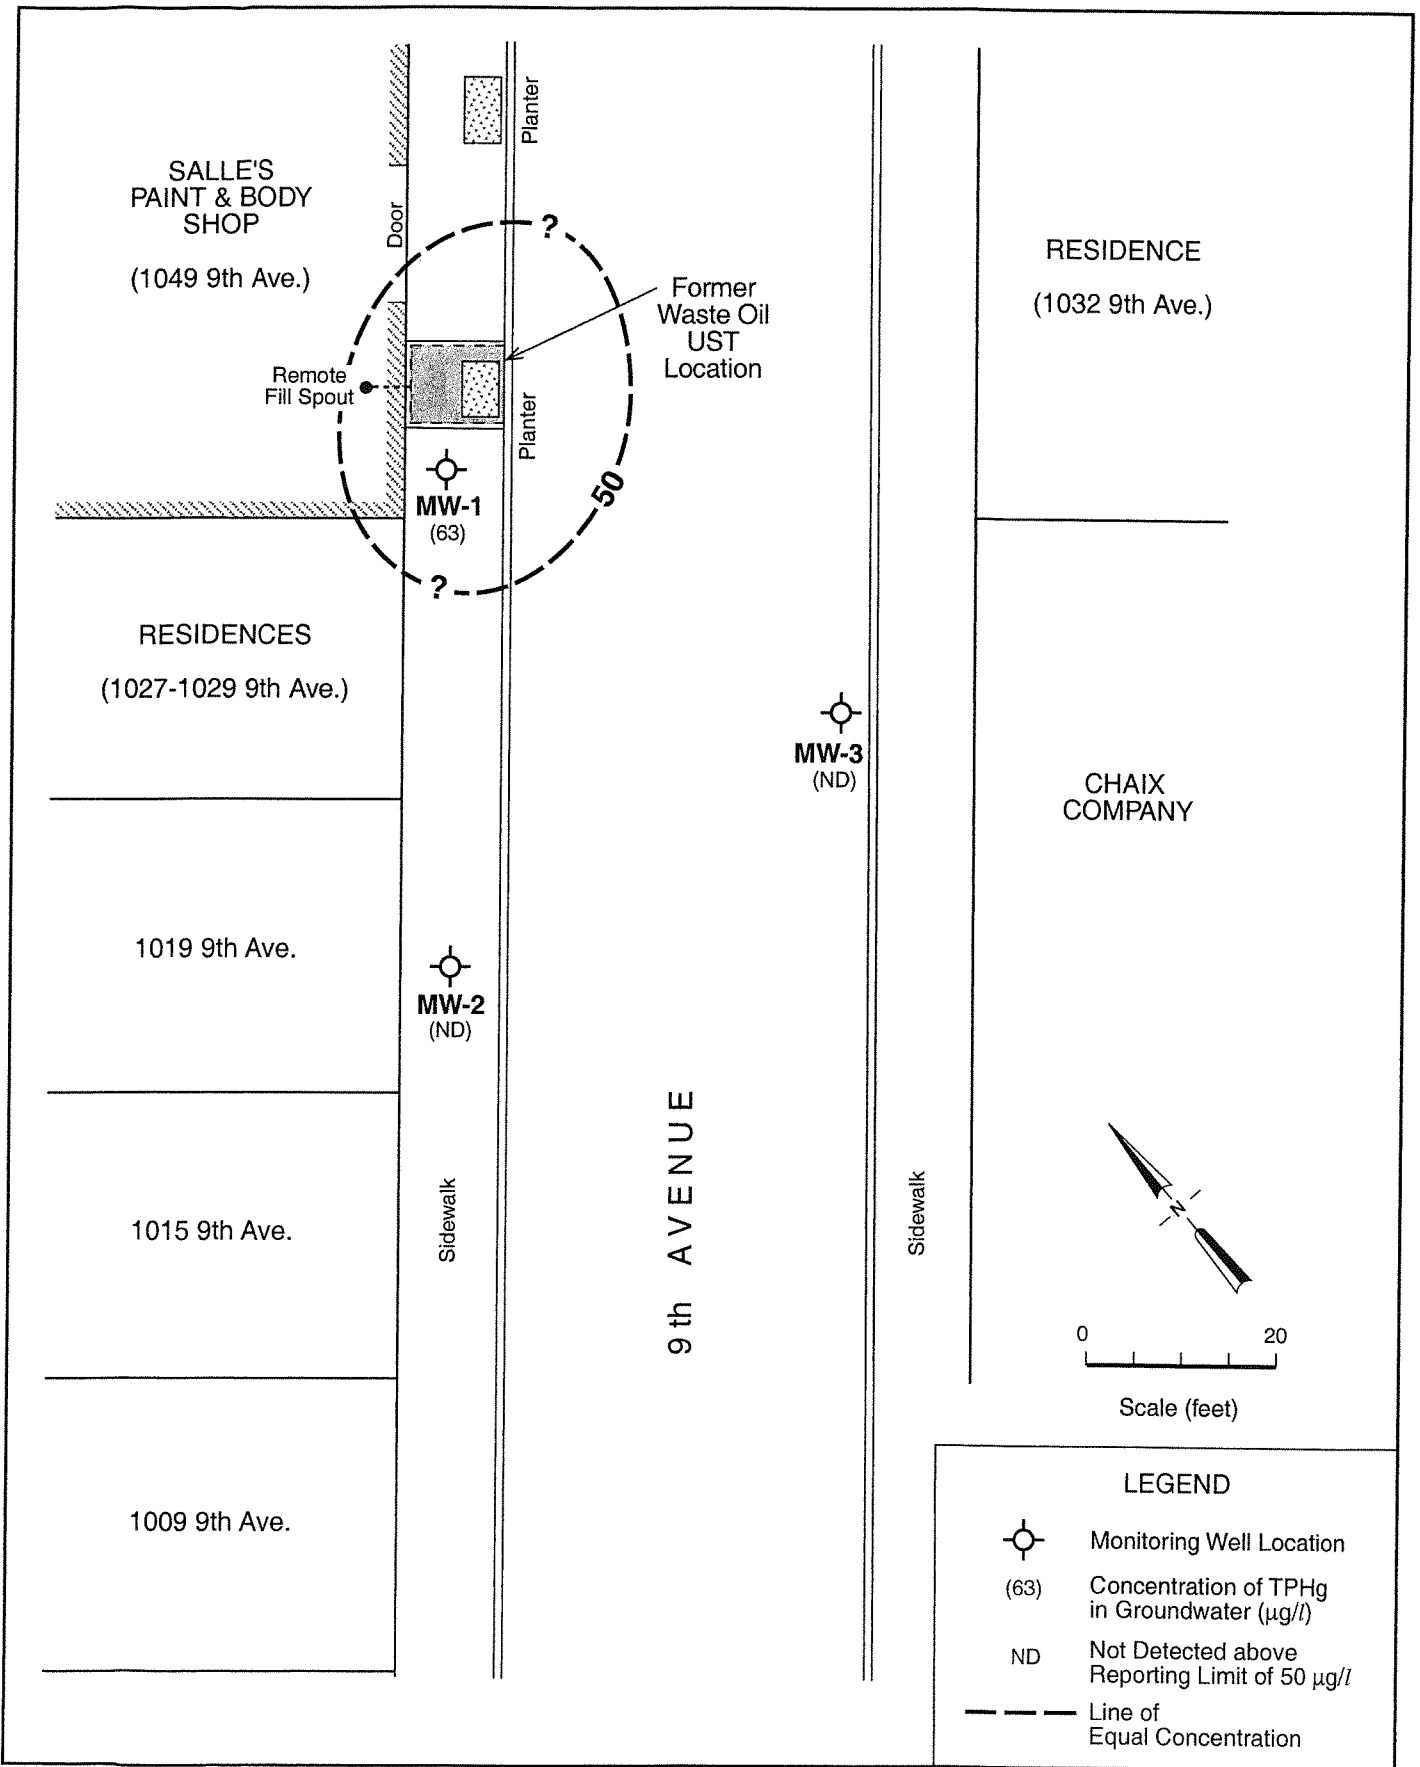 Planter
SALLE'S
PAINT & BODY
SHOP
(1049 9th Ave.)
Door
?
RESIDENCE
(1032 9th Ave.)
Former
Waste Oil
UST
Location
Remote
Fill Spout
Planter
50
MW-1
(63)
?
RESIDENCES
(1027-1029 9th Ave.)
MW-3
(ND)
CHAIX
COMPANY
1019 9th Ave.
MW-2
(ND)
9th AVENUE
Sidewalk
Sidewalk
1015 9th Ave.
N
0 20
Scale (feet)
1009 9th Ave.
LEGEND
Monitoring Well Location
(63) Concentration of TPHg
in Groundwater (µg/l)
ND Not Detected above
Reporting Limit of 50 µg/l
Line of
Equal Concentration